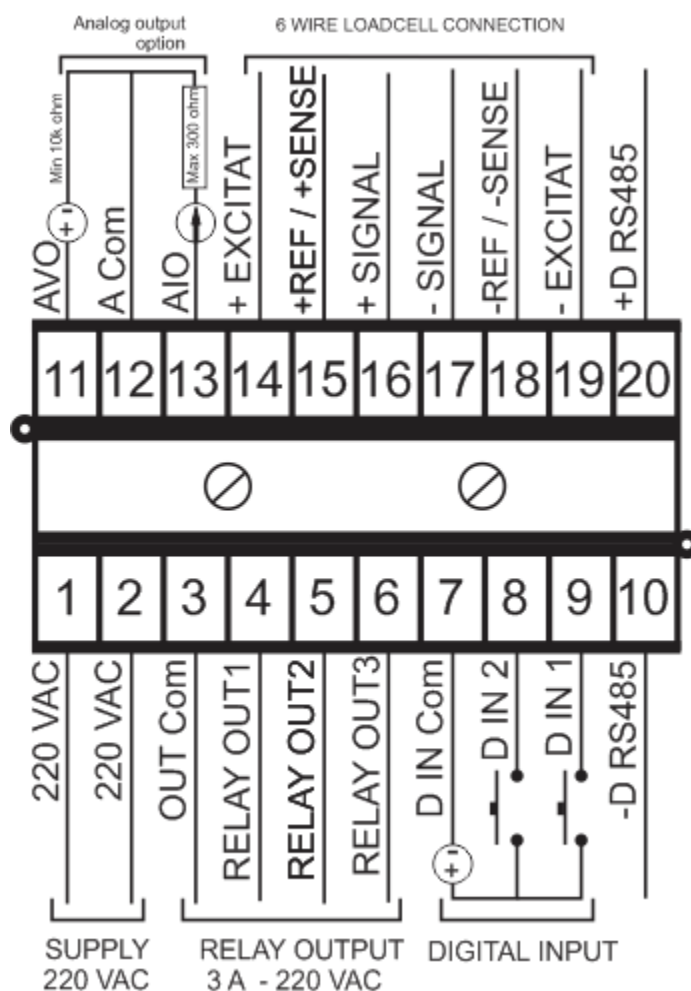 Analog output
option
6 WIRE LOADCELL CONNECTION
Min 10k ohm
Max 300 ohm
+ -
AVO
A Com
AIO
+ EXCITAT
+REF / +SENSE
+ SIGNAL
- SIGNAL
-REF / -SENSE
- EXCITAT
+D RS485
11 12 13 14 15 16 17 18 19 20
1 2 3 4 5 6 7 8 9 10
220 VAC
220 VAC
OUT Com
RELAY OUT1
RELAY OUT2
RELAY OUT3
D IN Com
D IN 2
D IN 1
-D RS485
+ -
SUPPLY
220 VAC
RELAY OUTPUT
3 A - 220 VAC
DIGITAL INPUT